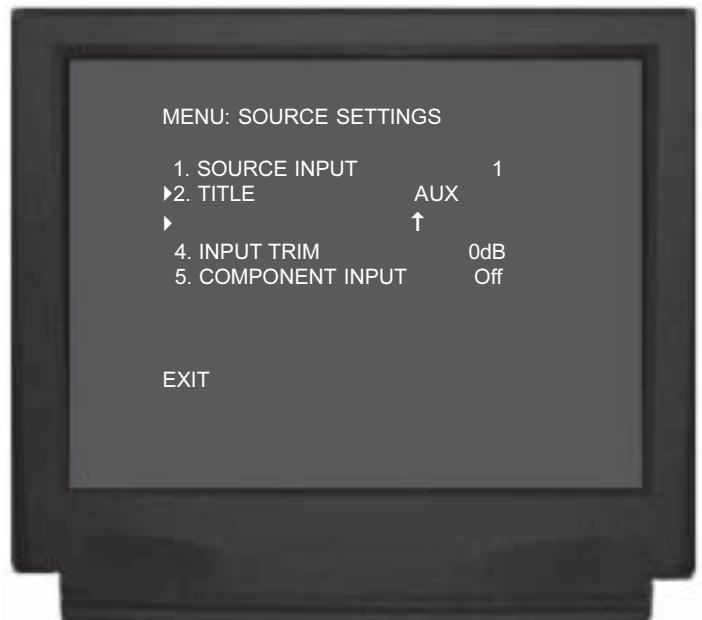 MENU: SOURCE SETTINGS
1. SOURCE INPUT 1
▶2. TITLE AUX
▶ ↑
4. INPUT TRIM 0dB
5. COMPONENT INPUT Off
EXIT